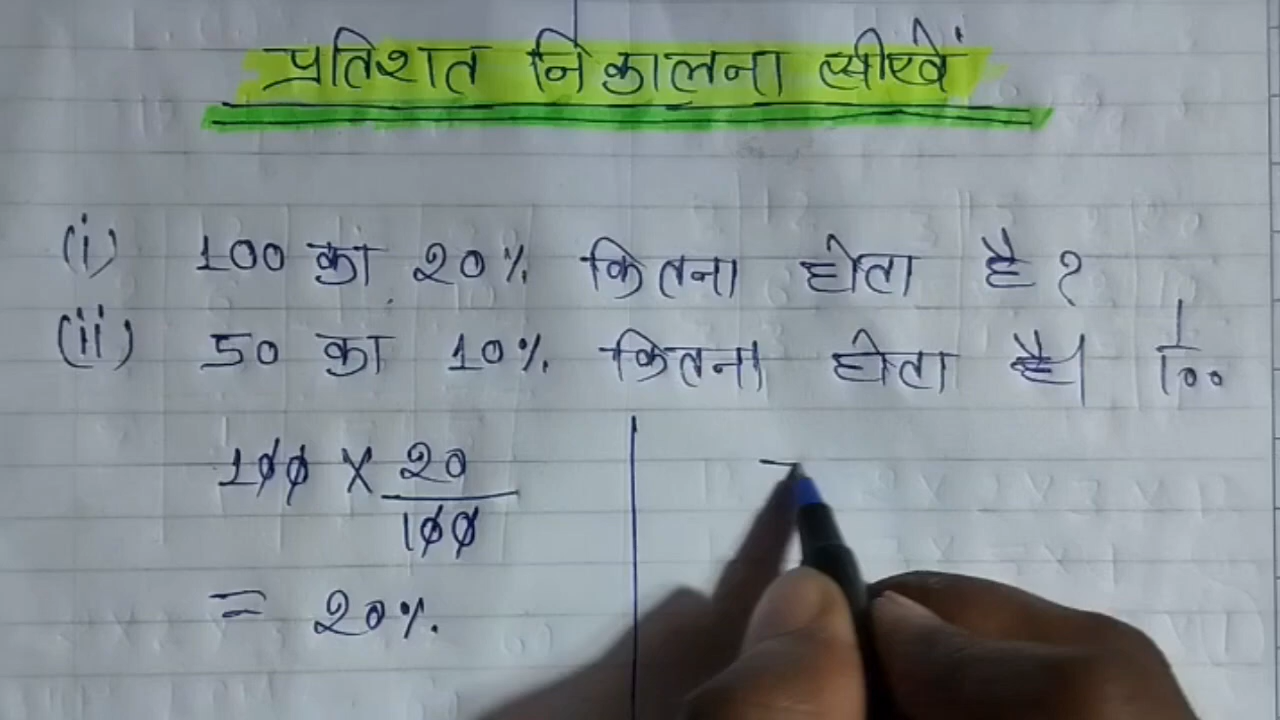 प्रतिशत निकालना सीखें
(i) 100 का 20% कितना होता है ?
(ii) 50 का 10% कितना होता है। 1/100
100 × 20/100
= 20%.